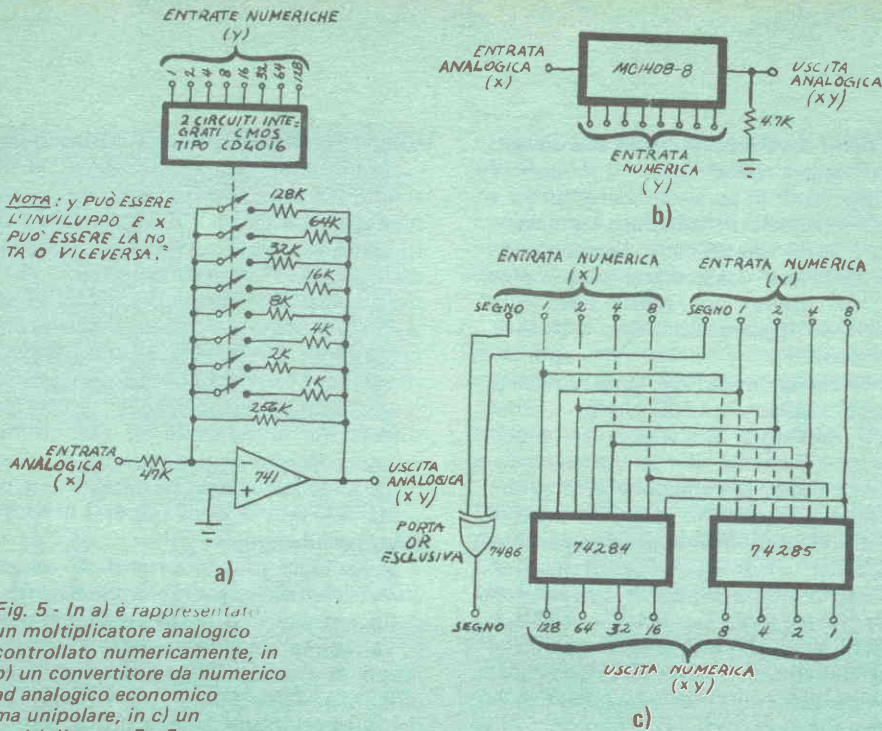 ENTRATE NUMERICHE
(y)
1 2 4 8 16 32 64 128
2 CIRCUITI INTE=
GRATI CMOS
TIPO CD4016
NOTA: y PUÒ ESSERE
L'INVILUPPO E X
PUO' ESSERE LA NO
TA O VICEVERSA."
128K
64K
32K
16K
8K
4K
2K
1K
256K
ENTRATA
ANALOGICA
(x)
47K
-
+
741
USCITA
ANALOGICA
(XY)
a)
ENTRATA
ANALOGICA
(x)
MC1408-8
USCITA
ANALOGICA
(XY)
4.7K
ENTRATA
NUMERICA
(y)
b)
ENTRATA NUMERICA
(X)
SEGNO 1 2 4 8
ENTRATA NUMERICA
(Y)
SEGNO 1 2 4 8
PORTA
OR
ESCLUSIVA
7486
SEGNO
74284
74285
128 64 32 16 8 4 2 1
USCITA NUMERICA
(XY)
c)
Fig. 5 - In a) è rappresentato
un moltiplicatore analogico
controllato numericamente, in
b) un convertitore da numerico
ad analogico economico
ma unipolare, in c) un